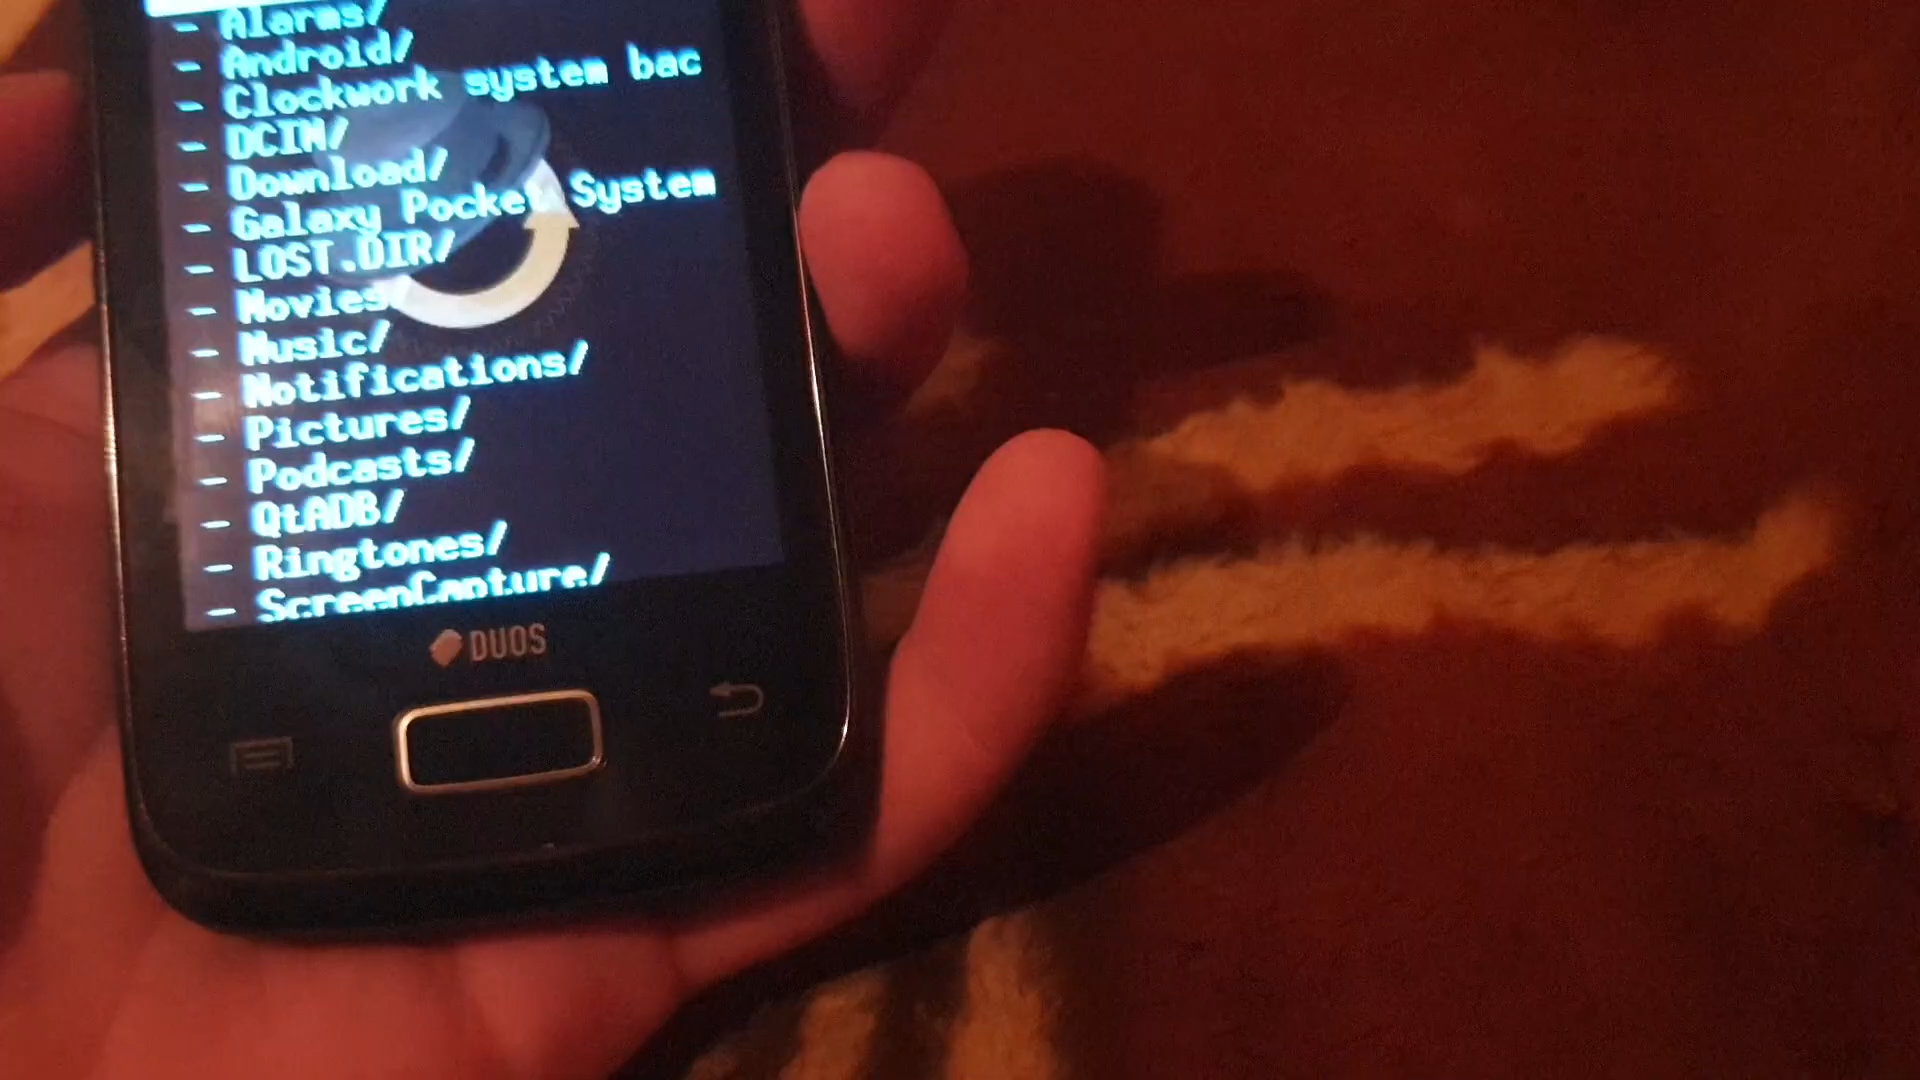 - Alarms/
- Android/
- Clockwork system bac
- DCIM/
- Download/
- Galaxy Pocket System
- LOST.DIR/
- Movies/
- Music/
- Notifications/
- Pictures/
- Podcasts/
- QtADB/
- Ringtones/
- ScreenCapture/
DUOS